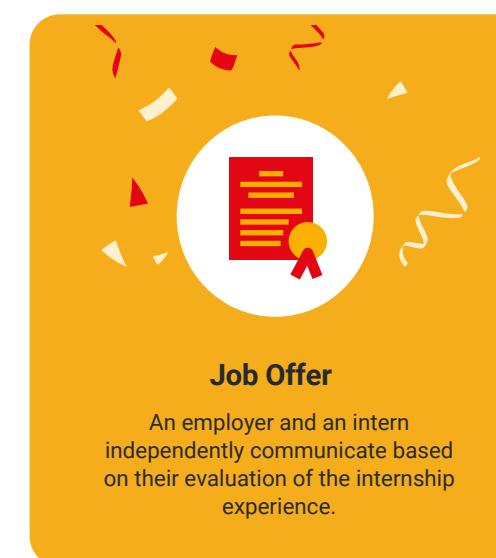 Job Offer
An employer and an intern
independently communicate based
on their evaluation of the internship
experience.